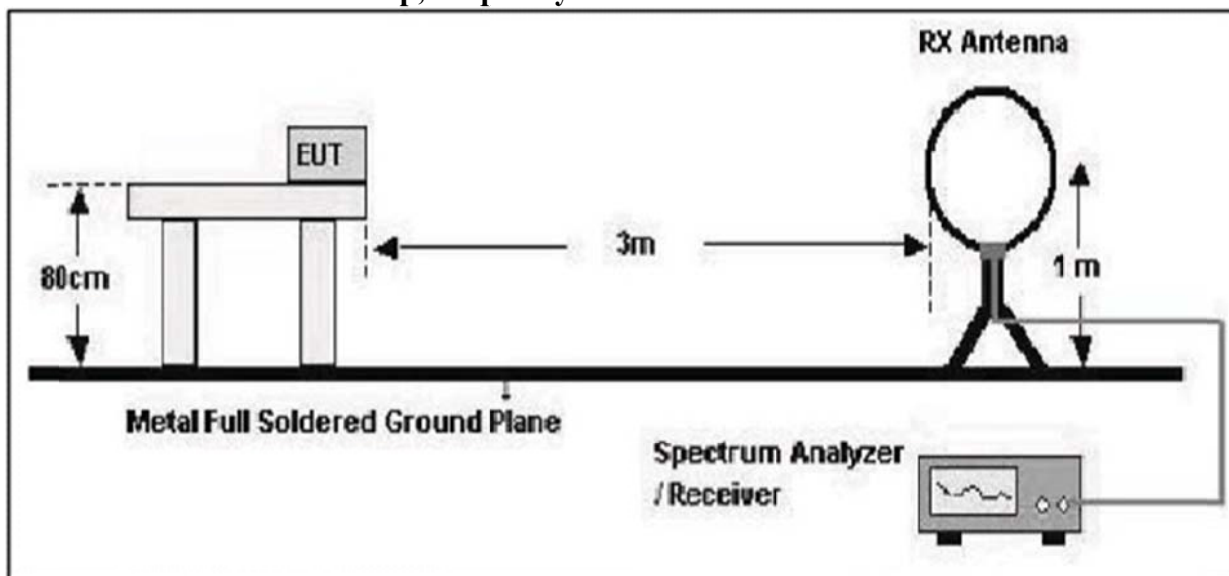 RX Antenna
EUT
3m
80cm
1 m
Metal Full Soldered Ground Plane
Spectrum Analyzer
/ Receiver